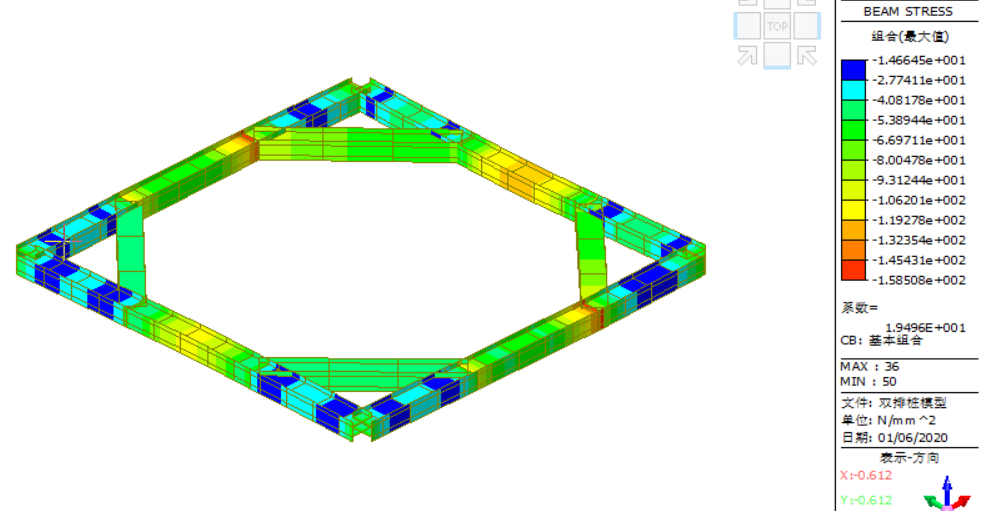 TOP
BEAM STRESS
组合(最大值)
-1.46645e+001
-2.77411e+001
-4.08178e+001
-5.38944e+001
-6.69711e+001
-8.00478e+001
-9.31244e+001
-1.06201e+002
-1.19278e+002
-1.32354e+002
-1.45431e+002
-1.58508e+002
系数=
1.9496E+001
CB: 基本组合
MAX : 36
MIN : 50
文件: 双排桩模型
单位: N/mm^2
日期: 01/06/2020
表示-方向
X:-0.612
Y:-0.612